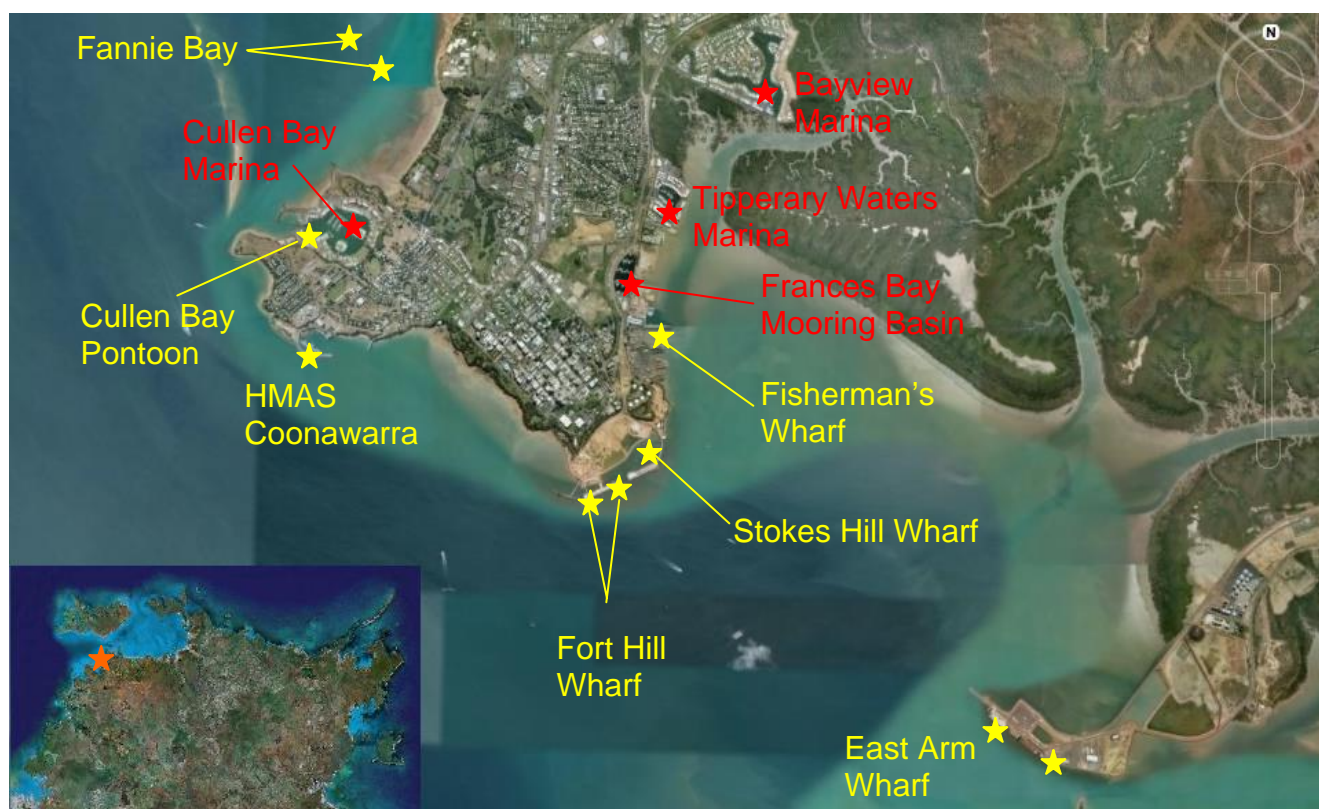 Fannie Bay
N
Bayview
Marina
Cullen Bay
Marina
Tipperary Waters
Marina
Frances Bay
Mooring Basin
Cullen Bay
Pontoon
HMAS
Coonawarra
Fisherman's
Wharf
Stokes Hill Wharf
Fort Hill
Wharf
East Arm
Wharf